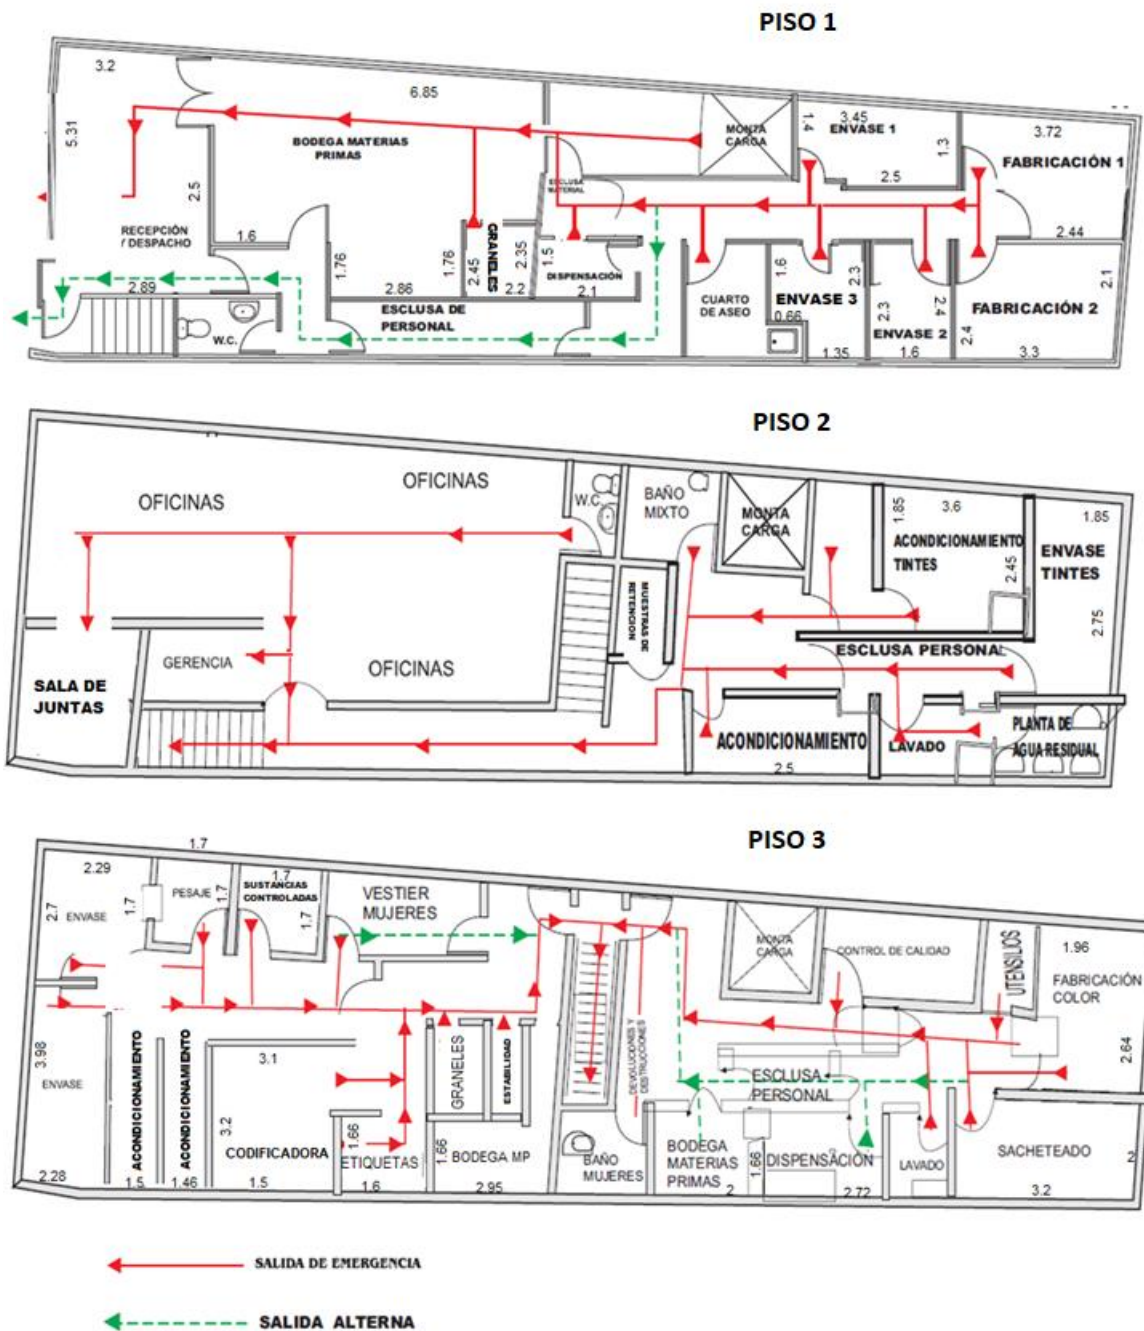 PISO 1
3.2
6.85
5.31
BODEGA MATERIAS
PRIMAS
MONTA
CARGA
1.4
3.45
ENVASE 1
1.3
3.72
FABRICACIÓN 1
2.5
2.5
ESCLUSA
MATERIAL
RECEPCIÓN
Y DESPACHO
1.6
1.76
1.76
2.45
GRANELES
2.35
1.5
DISPENSACIÓN
2.44
1.6
2.3
2.1
2.89
2.86
2.2
2.1
ESCLUSA DE
PERSONAL
CUARTO
DE ASEO
ENVASE 3
0.66
2.3
2.4
FABRICACIÓN 2
W.C.
ENVASE 2
2.4
1.35
1.6
3.3
PISO 2
OFICINAS
OFICINAS
W.C.
BAÑO
MIXTO
MONTA
CARGA
1.85
3.6
1.85
ACONDICIONAMIENTO
TINTES
2.45
ENVASE
TINTES
MUESTRAS DE
RETENCION
2.75
GERENCIA
OFICINAS
ESCLUSA PERSONAL
SALA DE
JUNTAS
ACONDICIONAMIENTO
LAVADO
PLANTA DE
AGUA RESIDUAL
2.5
PISO 3
1.7
2.29
1.7
2.7
ENVASE
1.7
PESAJE
1.7
SUSTANCIAS
CONTROLADAS
1.7
VESTIER
MUJERES
MONTA
CARGA
CONTROL DE CALIDAD
UTENSILIOS
1.96
FABRICACIÓN
COLOR
2.64
3.98
ENVASE
ACONDICIONAMIENTO
ACONDICIONAMIENTO
3.1
3.2
GRANELES
ESTABILIDAD
DEVOLUCIONES Y
DESTRUCCIONES
ESCLUSA
PERSONAL
CODIFICADORA
1.66
ETIQUETAS
1.66
BODEGA MP
BAÑO
MUJERES
BODEGA
MATERIAS
PRIMAS
1.66
DISPENSACIÓN
LAVADO
SACHETEADO
2
2.28
1.5
1.46
1.5
1.6
2.95
2
2.72
3.2
SALIDA DE EMERGENCIA
SALIDA ALTERNA